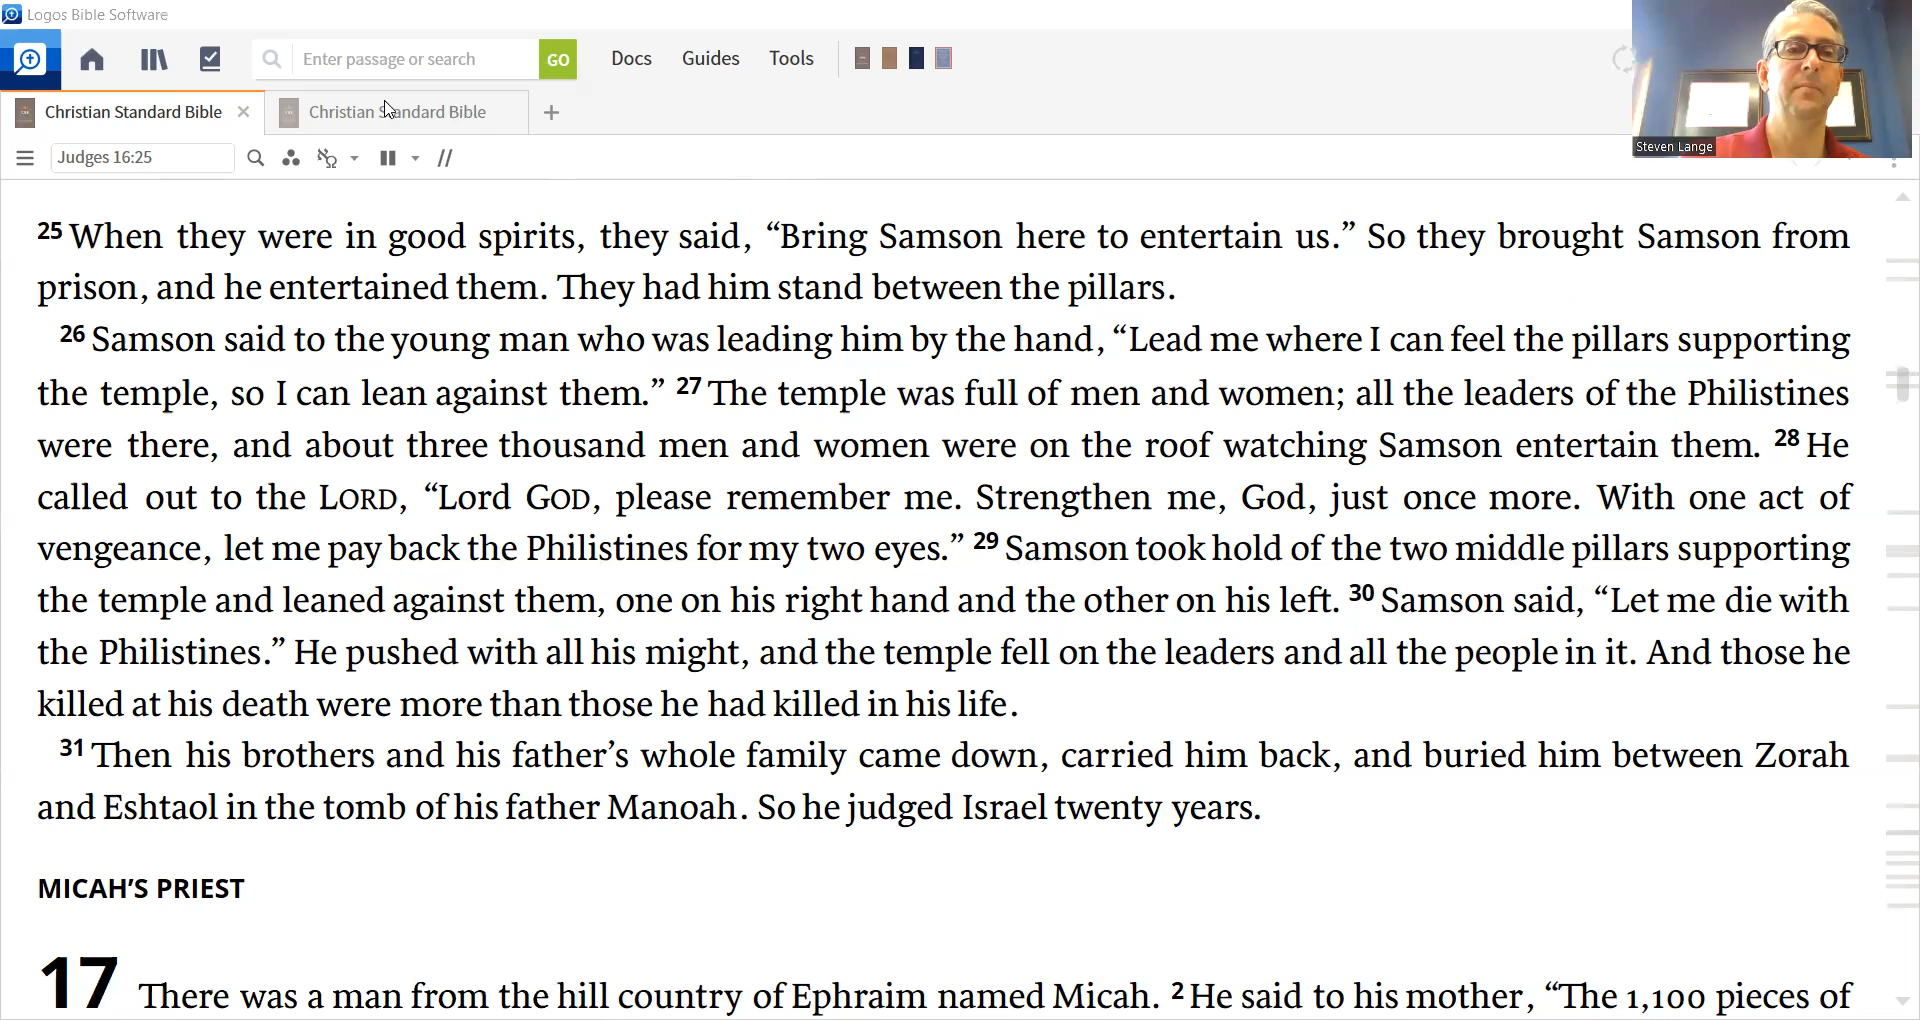 Logos Bible Software
Enter passage or search
GO
Docs
Guides
Tools
Christian Standard Bible
Christian Standard Bible
Steven Lange
Judges 16:25
25 When they were in good spirits, they said, “Bring Samson here to entertain us.” So they brought Samson from
prison, and he entertained them. They had him stand between the pillars.
26 Samson said to the young man who was leading him by the hand, “Lead me where I can feel the pillars supporting
the temple, so I can lean against them.” 27 The temple was full of men and women; all the leaders of the Philistines
were there, and about three thousand men and women were on the roof watching Samson entertain them. 28 He
called out to the LORD, “Lord GOD, please remember me. Strengthen me, God, just once more. With one act of
vengeance, let me pay back the Philistines for my two eyes.” 29 Samson took hold of the two middle pillars supporting
the temple and leaned against them, one on his right hand and the other on his left. 30 Samson said, “Let me die with
the Philistines.” He pushed with all his might, and the temple fell on the leaders and all the people in it. And those he
killed at his death were more than those he had killed in his life.
31 Then his brothers and his father’s whole family came down, carried him back, and buried him between Zorah
and Eshtaol in the tomb of his father Manoah. So he judged Israel twenty years.
MICAH’S PRIEST
17 There was a man from the hill country of Ephraim named Micah. 2 He said to his mother, “The 1,100 pieces of